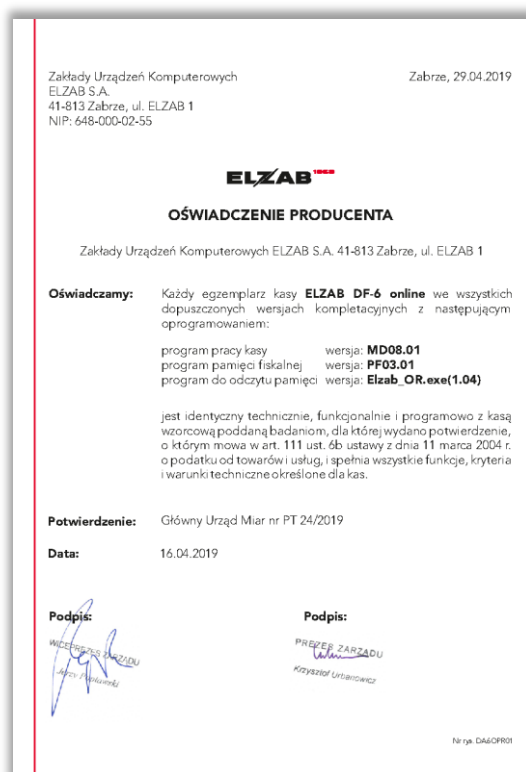 Zakłady Urządzeń Komputerowych
ELZAB S.A.
41-813 Zabrze, ul. ELZAB 1
NIP: 648-000-02-55
Zabrze, 29.04.2019
ELZAB
OŚWIADCZENIE PRODUCENTA
Zakłady Urządzeń Komputerowych ELZAB S.A. 41-813 Zabrze, ul. ELZAB 1
Oświadczamy: Każdy egzemplarz kasy ELZAB DF-6 online we wszystkich
dopuszczonych wersjach kompletacyjnych z następującym
oprogramowaniem:
program pracy kasy wersja: MD08.01
program pamięci fiskalnej wersja: PF03.01
program do odczytu pamięci wersja: Elzab_OR.exe(1.04)
jest identyczny technicznie, funkcjonalnie i programowo z kasą
wzorcową poddaną badaniom, dla której wydano potwierdzenie,
o którym mowa w art. 111 ust. 6b ustawy z dnia 11 marca 2004 r.
o podatku od towarów i usług, i spełnia wszystkie funkcje, kryteria
i warunki techniczne określone dla kas.
Potwierdzenie: Główny Urząd Miar nr PT 24/2019
Data: 16.04.2019
Podpis:
WICEPREZES ZARZĄDU
Jerzy
Podpis:
PREZES ZARZĄDU
Krzysztof Urbanowicz
Nr rys. DA6OPR01